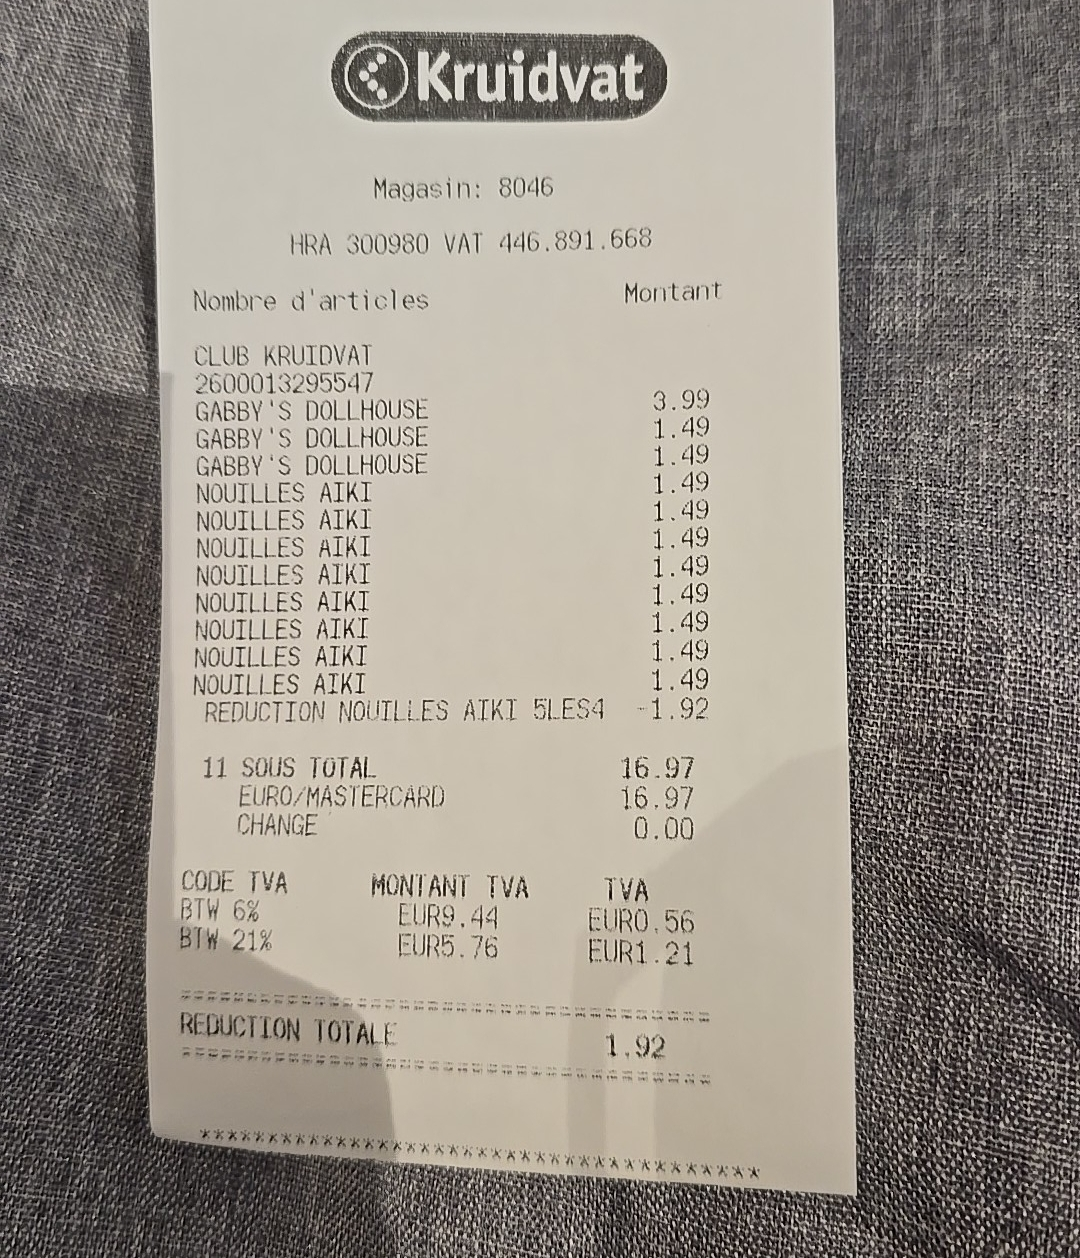 Kruidvat
Magasin: 8046
HRA 300980 VAT 446.891.668
Nombre d'articles Montant
CLUB KRUIDVAT
2600013295547
GABBY'S DOLLHOUSE 3.99
GABBY'S DOLLHOUSE 1.49
GABBY'S DOLLHOUSE 1.49
NOUILLES AIKI 1.49
NOUILLES AIKI 1.49
NOUILLES AIKI 1.49
NOUILLES AIKI 1.49
NOUILLES AIKI 1.49
NOUILLES AIKI 1.49
NOUILLES AIKI 1.49
NOUILLES AIKI 1.49
REDUCTION NOUILLES AIKI 5LES4 -1.92
11 SOUS TOTAL 16.97
EURO/MASTERCARD 16.97
CHANGE 0.00
CODE TVA MONTANT TVA TVA
BTW 6% EUR9.44 EUR0.56
BTW 21% EUR5.76 EUR1.21
REDUCTION TOTALE 1.92